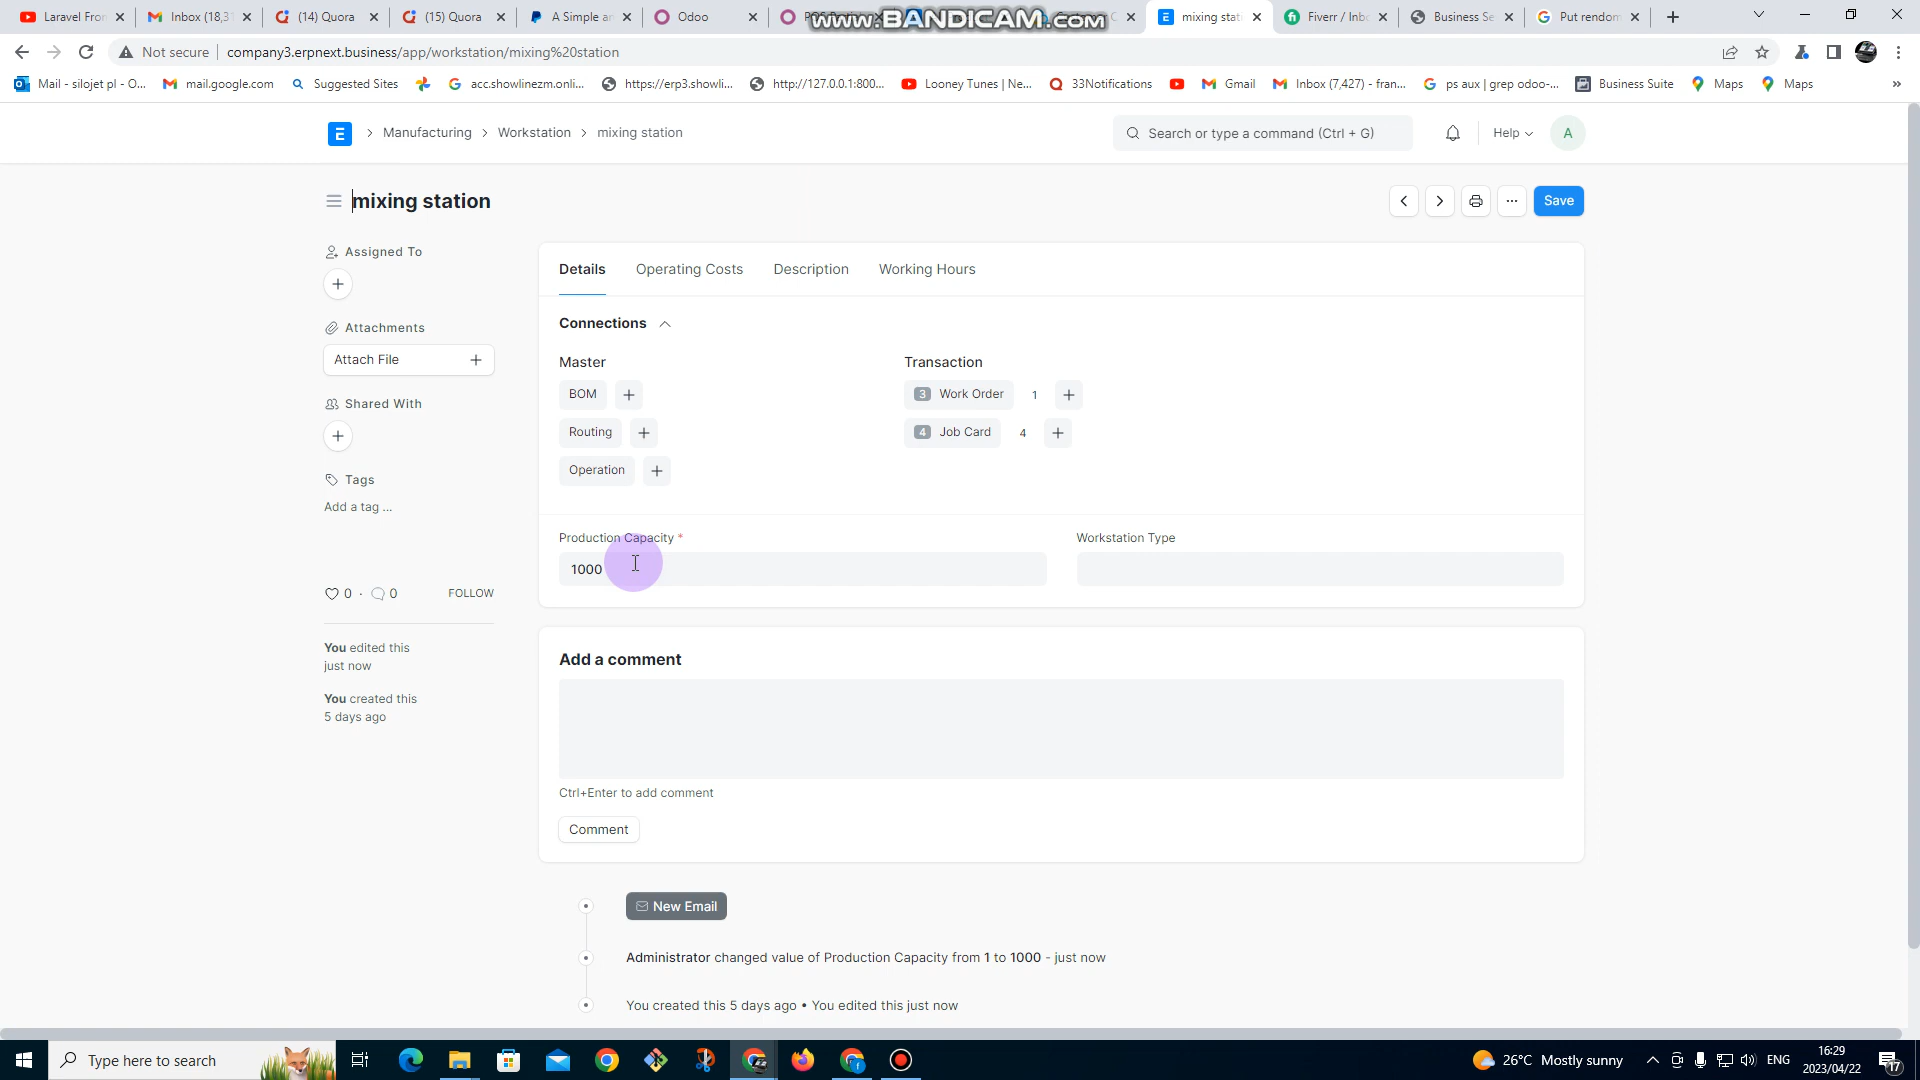 Laravel Fron
Inbox (18,31
(14) Quora
(15) Quora
A Simple an
Odoo
www.BANDICAM.com
mixing stat
Fiverr / Inbo
Business Se
Put rendom
Not secure
company3.erpnext.business/app/workstation/mixing%20station
Mail - silojet pl - O...
mail.google.com
Suggested Sites
acc.showlinezm.onli...
https://erp3.showli...
http://127.0.0.1:800...
Looney Tunes | Ne...
33Notifications
Gmail
Inbox (7,427) - fran...
ps aux | grep odoo-...
Business Suite
Maps
Maps
»
E
Manufacturing
Workstation
mixing station
Search or type a command (Ctrl + G)
Help
A
mixing station
Save
Assigned To
Attachments
Attach File
Shared With
Tags
Add a tag ...
0 · 0
FOLLOW
You edited this
just now
You created this
5 days ago
Details
Operating Costs
Description
Working Hours
Connections
Master
BOM
Routing
Operation
Transaction
3 Work Order 1
4 Job Card 4
Production Capacity *
1000
Workstation Type
Add a comment
Ctrl+Enter to add comment
Comment
New Email
Administrator changed value of Production Capacity from 1 to 1000 - just now
You created this 5 days ago • You edited this just now
Type here to search
26°C Mostly sunny
ENG
16:29
2023/04/22
17